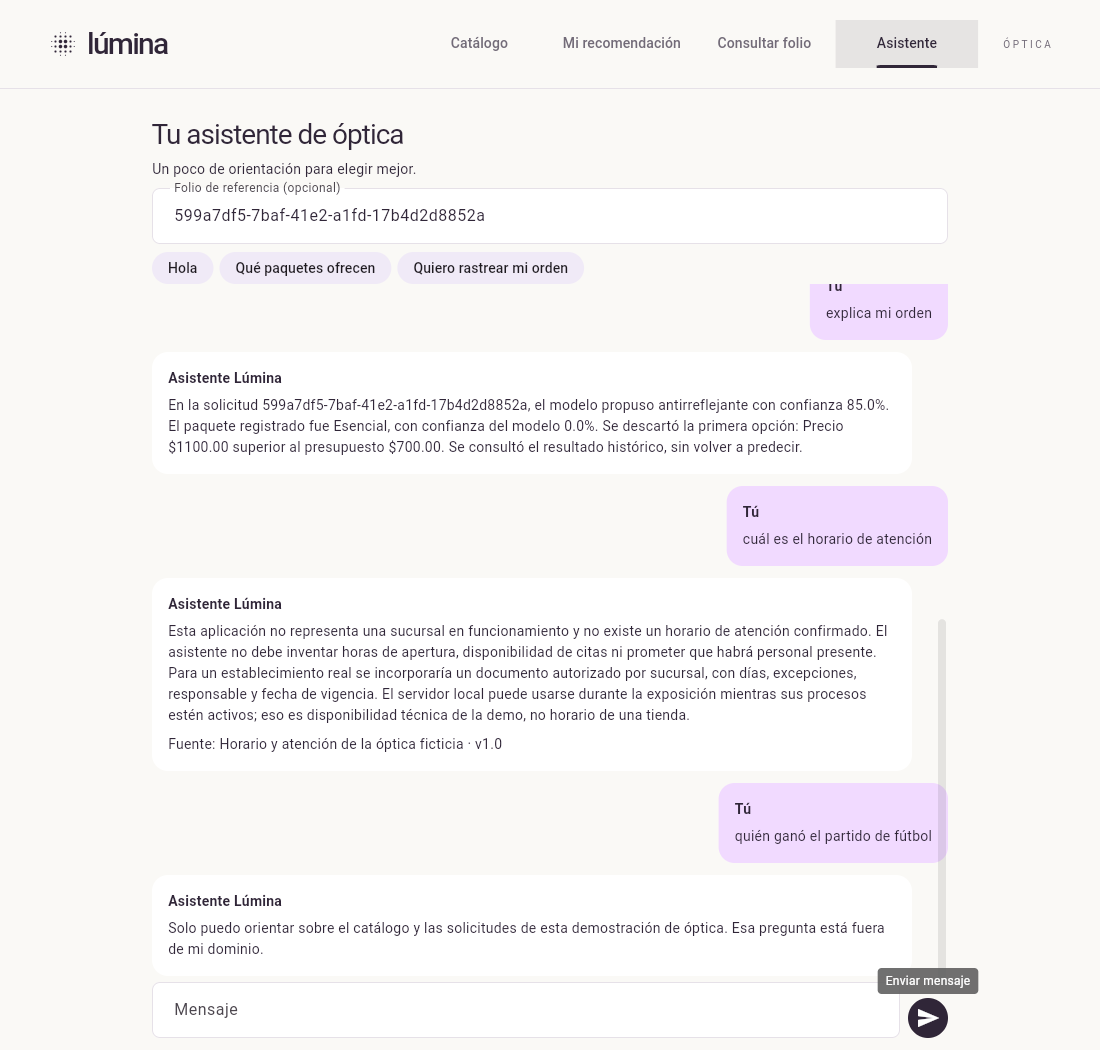 lúmina
Catálogo
Mi recomendación
Consultar folio
Asistente
ÓPTICA
Tu asistente de óptica
Un poco de orientación para elegir mejor.
Folio de referencia (opcional)
599a7df5-7baf-41e2-a1fd-17b4d2d8852a
Hola
Qué paquetes ofrecen
Quiero rastrear mi orden
Tú
explica mi orden
Asistente Lúmina
En la solicitud 599a7df5-7baf-41e2-a1fd-17b4d2d8852a, el modelo propuso antirreflejante con confianza 85.0%.
El paquete registrado fue Esencial, con confianza del modelo 0.0%. Se descartó la primera opción: Precio
$1100.00 superior al presupuesto $700.00. Se consultó el resultado histórico, sin volver a predecir.
Tú
cuál es el horario de atención
Asistente Lúmina
Esta aplicación no representa una sucursal en funcionamiento y no existe un horario de atención confirmado. El
asistente no debe inventar horas de apertura, disponibilidad de citas ni prometer que habrá personal presente.
Para un establecimiento real se incorporaría un documento autorizado por sucursal, con días, excepciones,
responsable y fecha de vigencia. El servidor local puede usarse durante la exposición mientras sus procesos
estén activos; eso es disponibilidad técnica de la demo, no horario de una tienda.
Fuente: Horario y atención de la óptica ficticia · v1.0
Tú
quién ganó el partido de fútbol
Asistente Lúmina
Solo puedo orientar sobre el catálogo y las solicitudes de esta demostración de óptica. Esa pregunta está fuera
de mi dominio.
Enviar mensaje
Mensaje